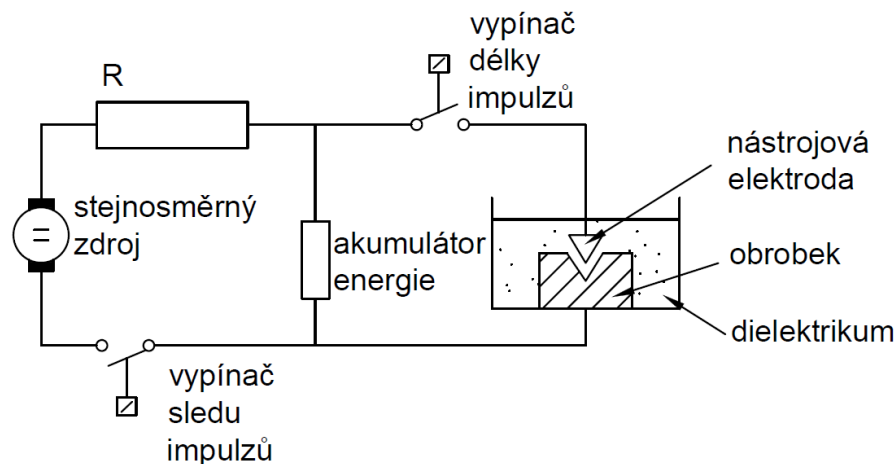 R
vypínač
délky
impulzů
nástrojová
elektroda
stejnosměrný
zdroj
=
akumulátor
energie
obrobek
dielektrikum
vypínač
sledu
impulzů